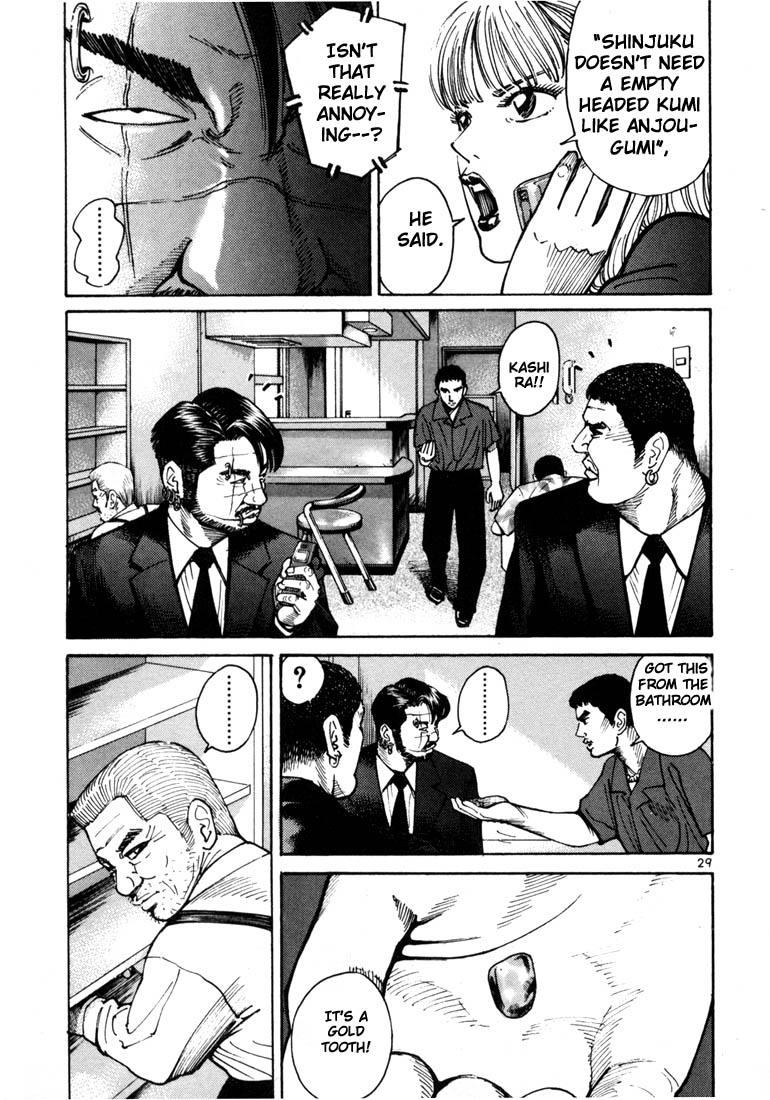 "SHINJUKU
DOESN'T NEED
A EMPTY
HEADED KUMI
LIKE ANJOU-
GUMI",
HE
SAID.
ISN'T
THAT
REALLY
ANNOY-
ING--?
.........
KASHI
RA!!
GOT THIS
FROM THE
BATHROOM
......
.........
?
29
.........
IT'S A
GOLD
TOOTH!